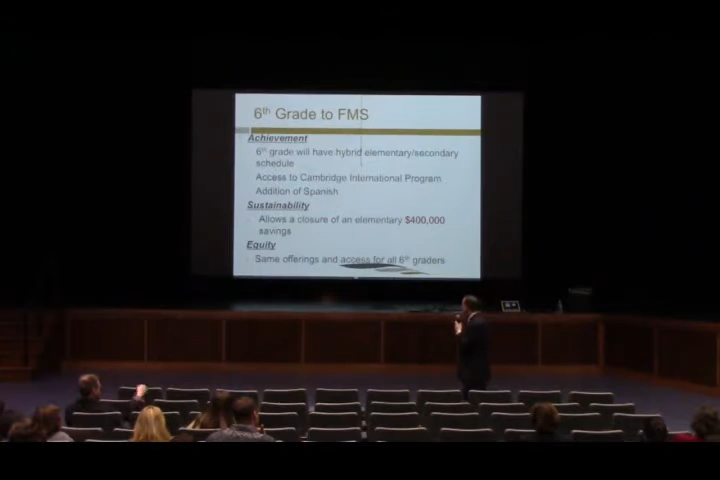 6th Grade to FMS
Achievement
6th grade will have hybrid elementary/secondary
schedule
Access to Cambridge International Program
Addition of Spanish
Sustainability
Allows a closure of an elementary $400,000
savings
Equity
Same offerings and access for all 6th graders